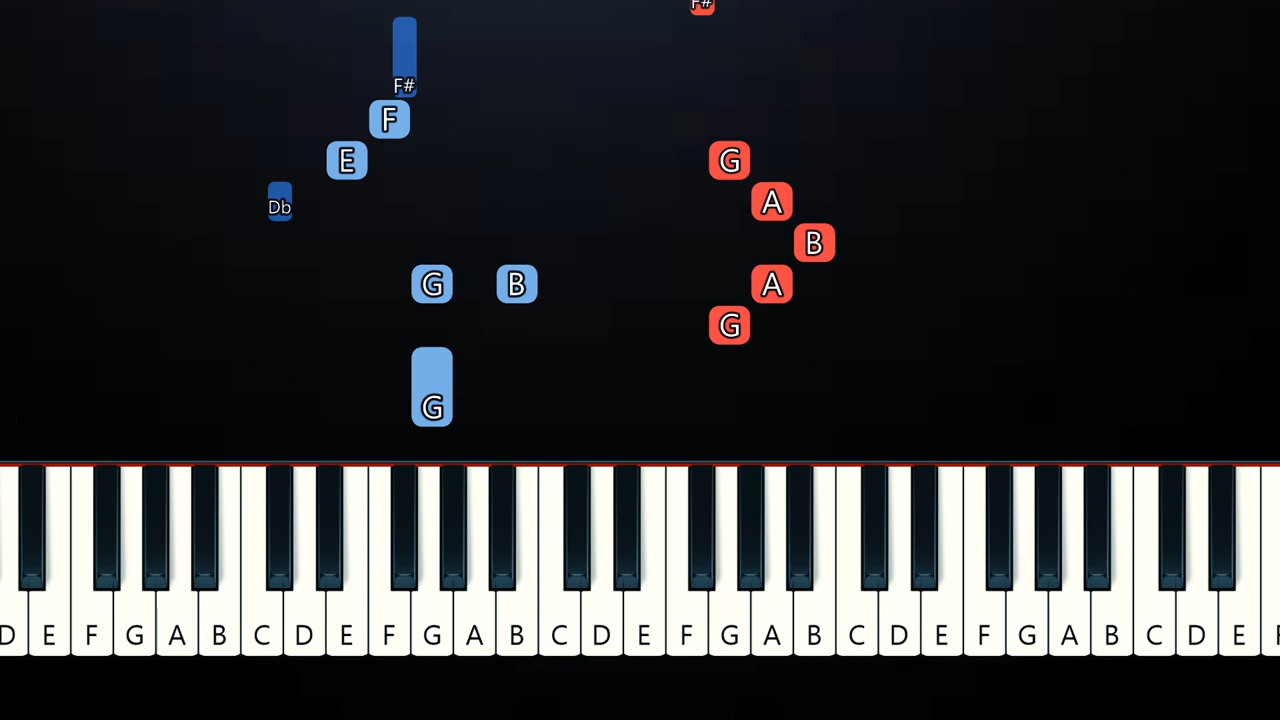 F#
F#
F
E G
Db A
B
G B A
G
G
D E F G A B C D E F G A B C D E F G A B C D E F G A B C D E